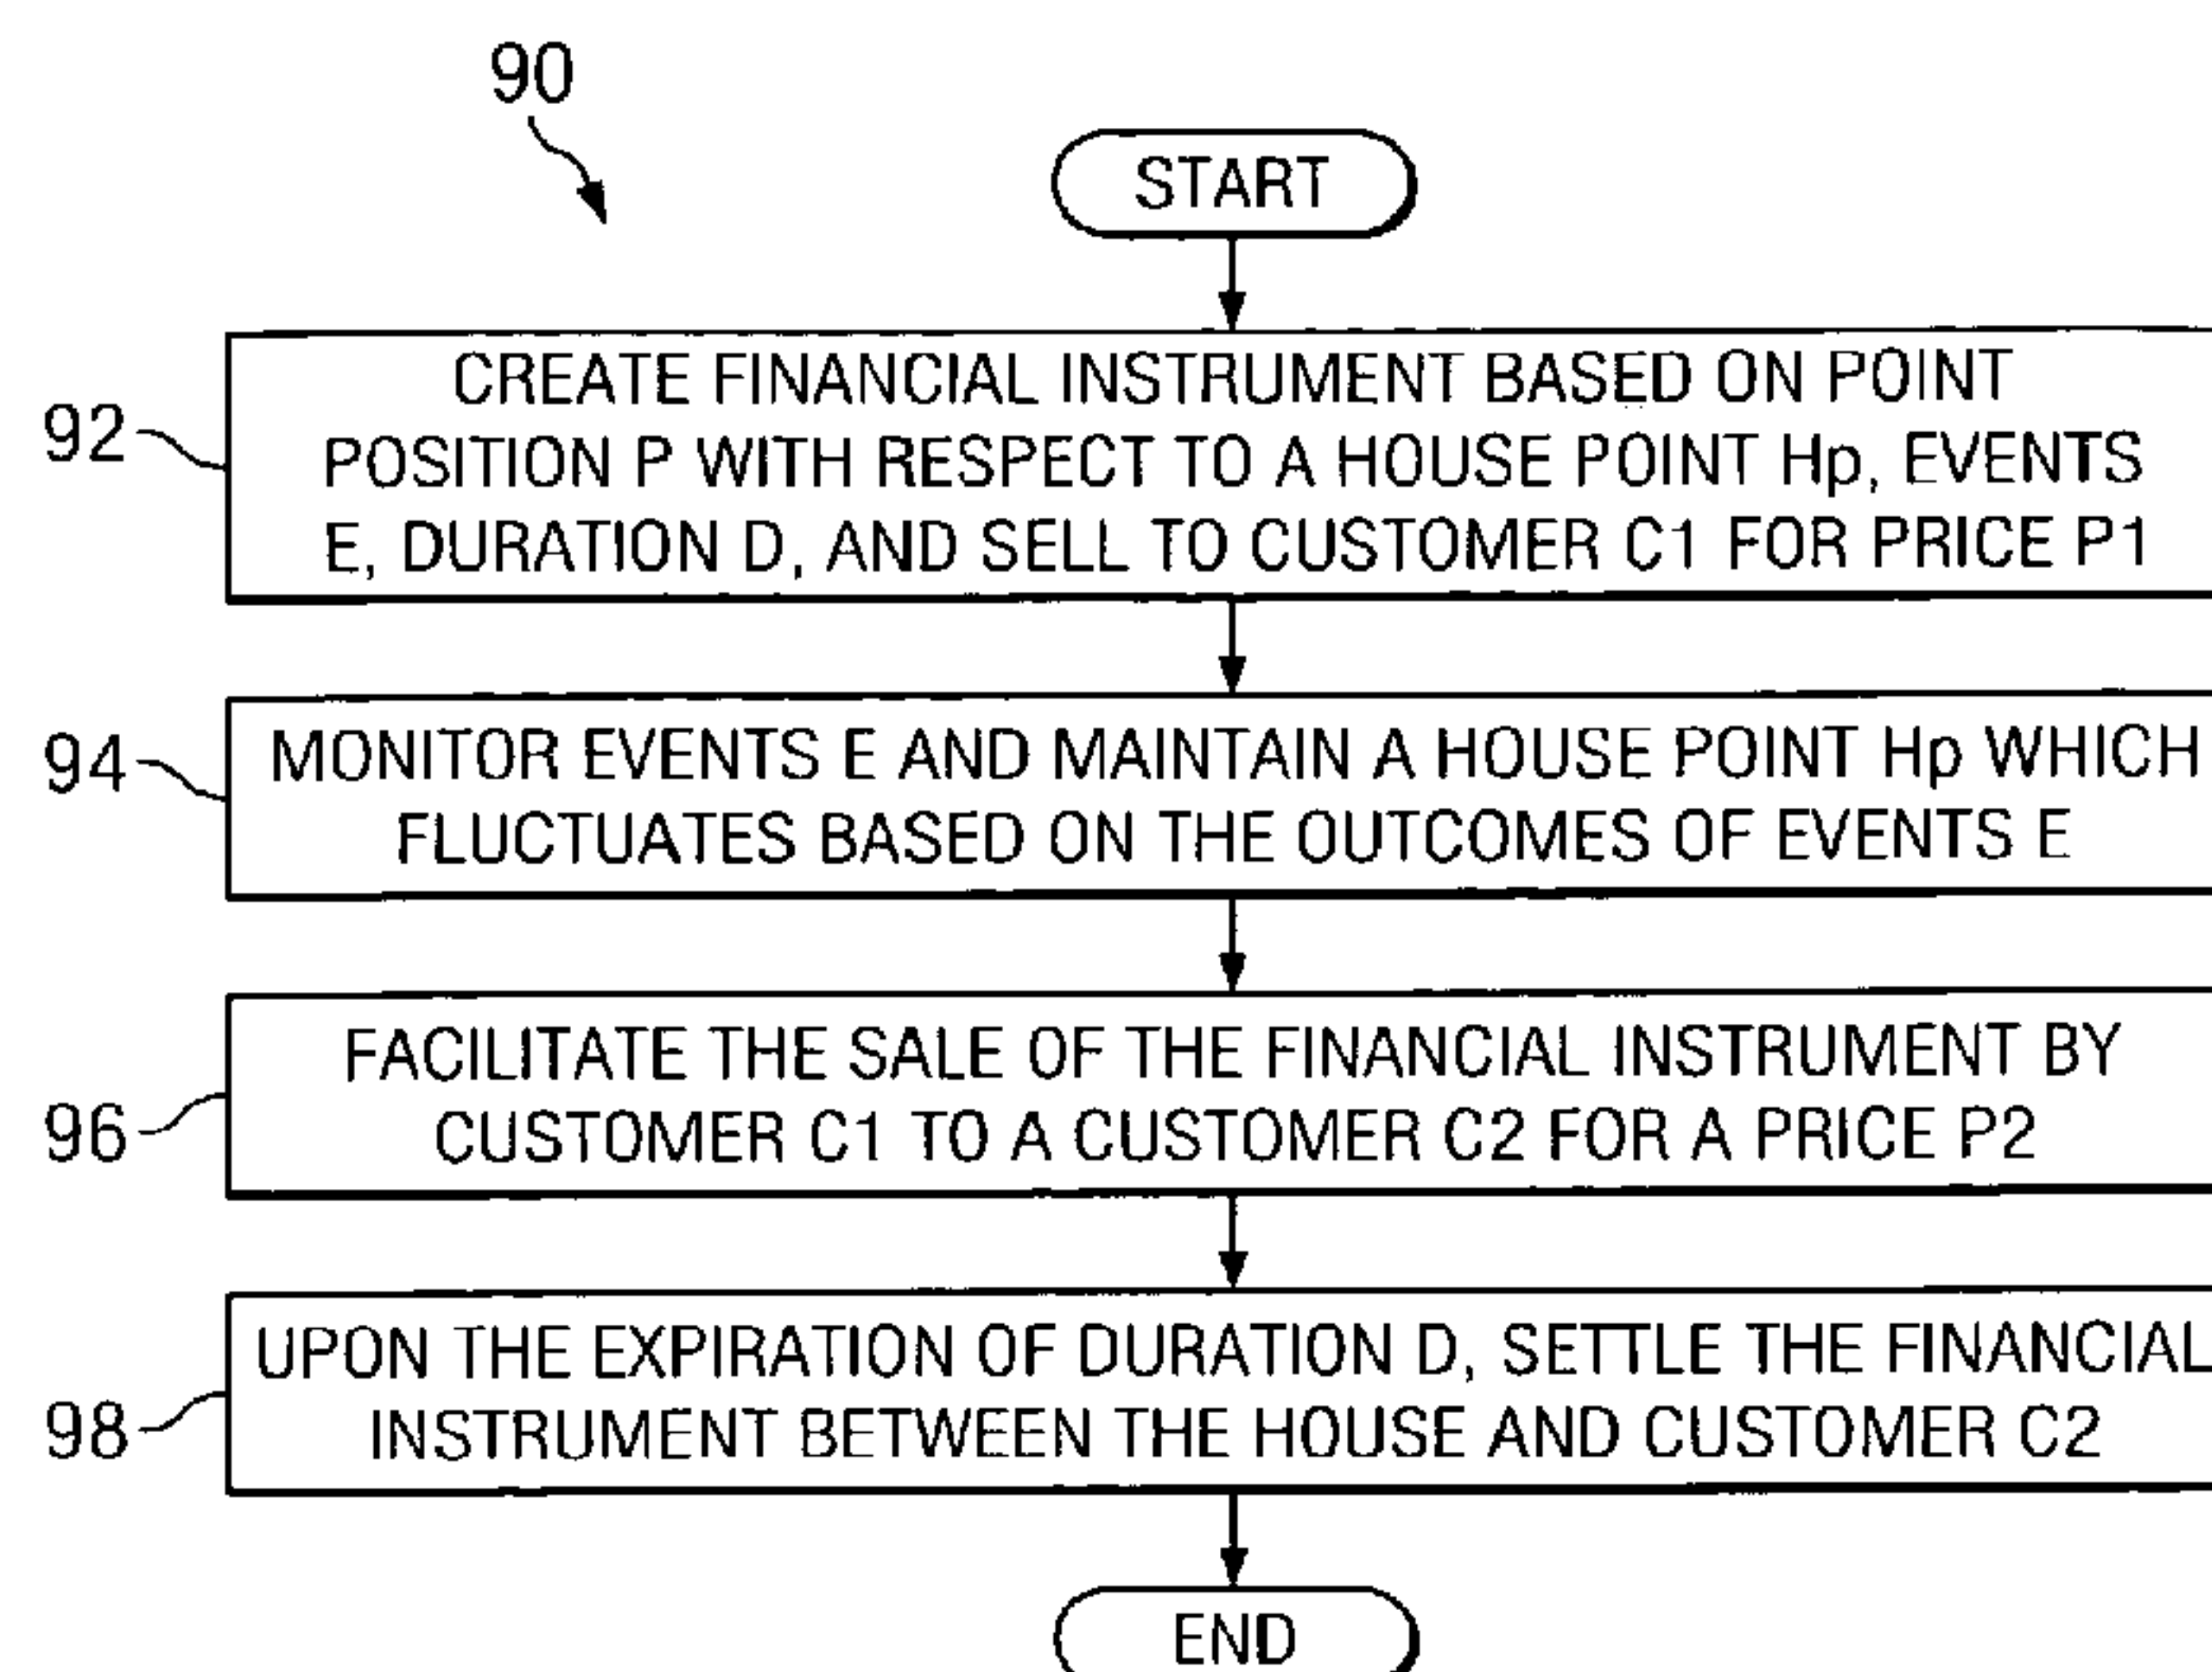 90
START
92
CREATE FINANCIAL INSTRUMENT BASED ON POINT
POSITION P WITH RESPECT TO A HOUSE POINT Hp, EVENTS
E, DURATION D, AND SELL TO CUSTOMER C1 FOR PRICE P1
94
MONITOR EVENTS E AND MAINTAIN A HOUSE POINT Hp WHICH
FLUCTUATES BASED ON THE OUTCOMES OF EVENTS E
96
FACILITATE THE SALE OF THE FINANCIAL INSTRUMENT BY
CUSTOMER C1 TO A CUSTOMER C2 FOR A PRICE P2
98
UPON THE EXPIRATION OF DURATION D, SETTLE THE FINANCIAL
INSTRUMENT BETWEEN THE HOUSE AND CUSTOMER C2
END